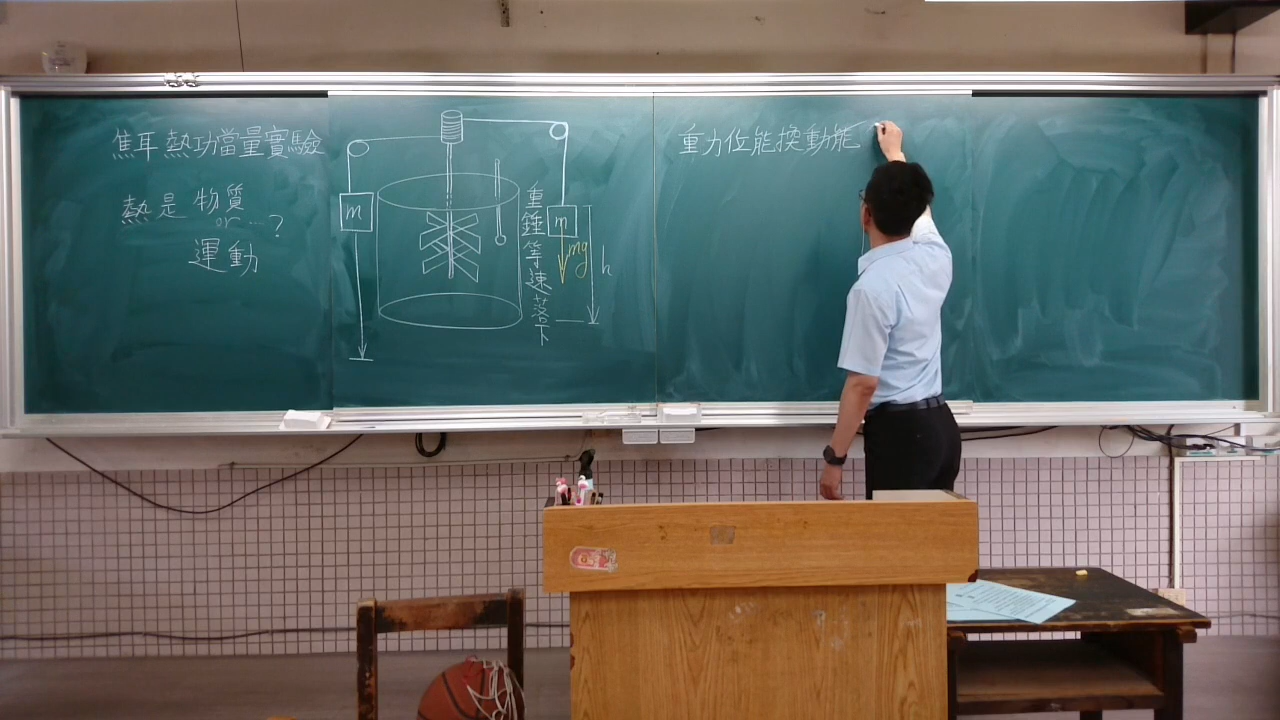 焦耳熱功當量實驗
熱是物質
or…?
運動
m
重錘等速落下
m
mg
h
重力位能換動能